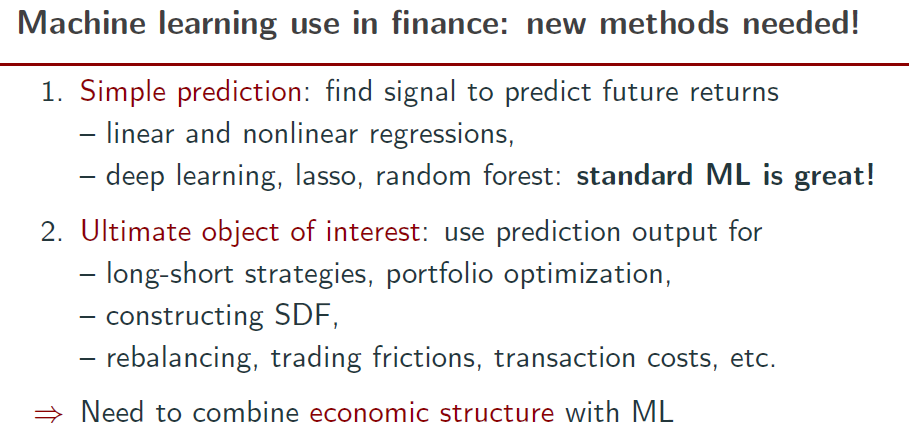 Machine learning use in finance: new methods needed!
1. Simple prediction: find signal to predict future returns
– linear and nonlinear regressions,
– deep learning, lasso, random forest: standard ML is great!
2. Ultimate object of interest: use prediction output for
– long-short strategies, portfolio optimization,
– constructing SDF,
– rebalancing, trading frictions, transaction costs, etc.
⇒ Need to combine economic structure with ML